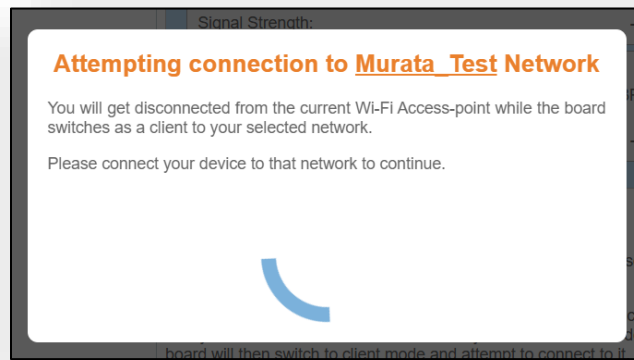 Signal Strength:
Attempting connection to Murata_Test Network
You will get disconnected from the current Wi-Fi Access-point while the board
switches as a client to your selected network.
Please connect your device to that network to continue.
board will then switch to client mode and attempt to connect to it